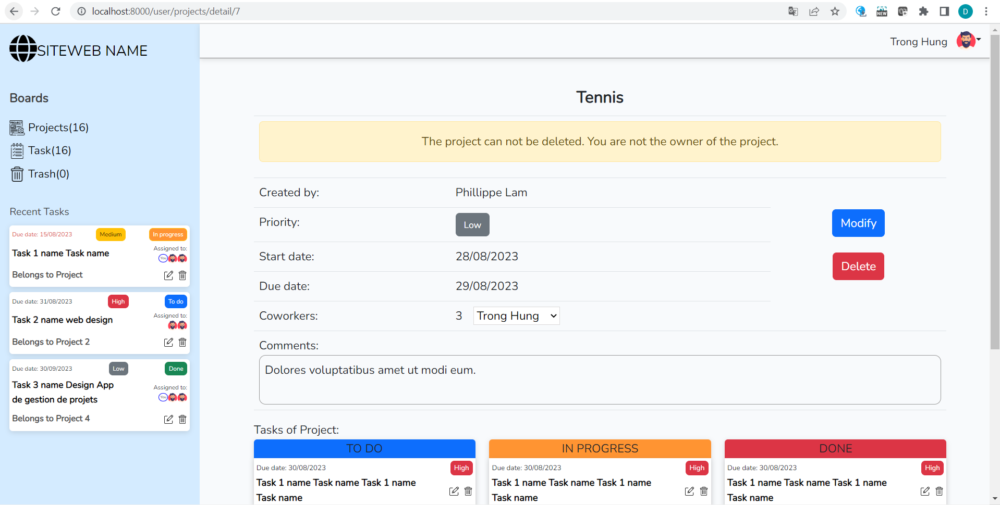 localhost:8000/user/projects/detail/7
NEW
D
SITEWEB NAME
Trong Hung
Boards
PROJECT
Projects(16)
Task(16)
Trash(0)
Recent Tasks
Due date: 15/08/2023 Medium In progress
Assigned to:
Task 1 name Task name
You
Belongs to Project
Due date: 31/08/2023 High To do
Assigned to:
Task 2 name web design
Belongs to Project 2
Due date: 30/09/2023 Low Done
Task 3 name Design App
de gestion de projets
Assigned to:
You
Belongs to Project 4
Tennis
The project can not be deleted. You are not the owner of the project.
Created by: Phillippe Lam
Priority: Low
Start date: 28/08/2023
Due date: 29/08/2023
Coworkers: 3 Trong Hung
Modify
Delete
Comments:
Dolores voluptatibus amet ut modi eum.
Tasks of Project:
TO DO
Due date: 30/08/2023 High
Task 1 name Task name Task 1 name
Task name
IN PROGRESS
Due date: 30/08/2023 High
Task 1 name Task name Task 1 name
Task name
DONE
Due date: 30/08/2023 High
Task 1 name Task name Task 1 name
Task name